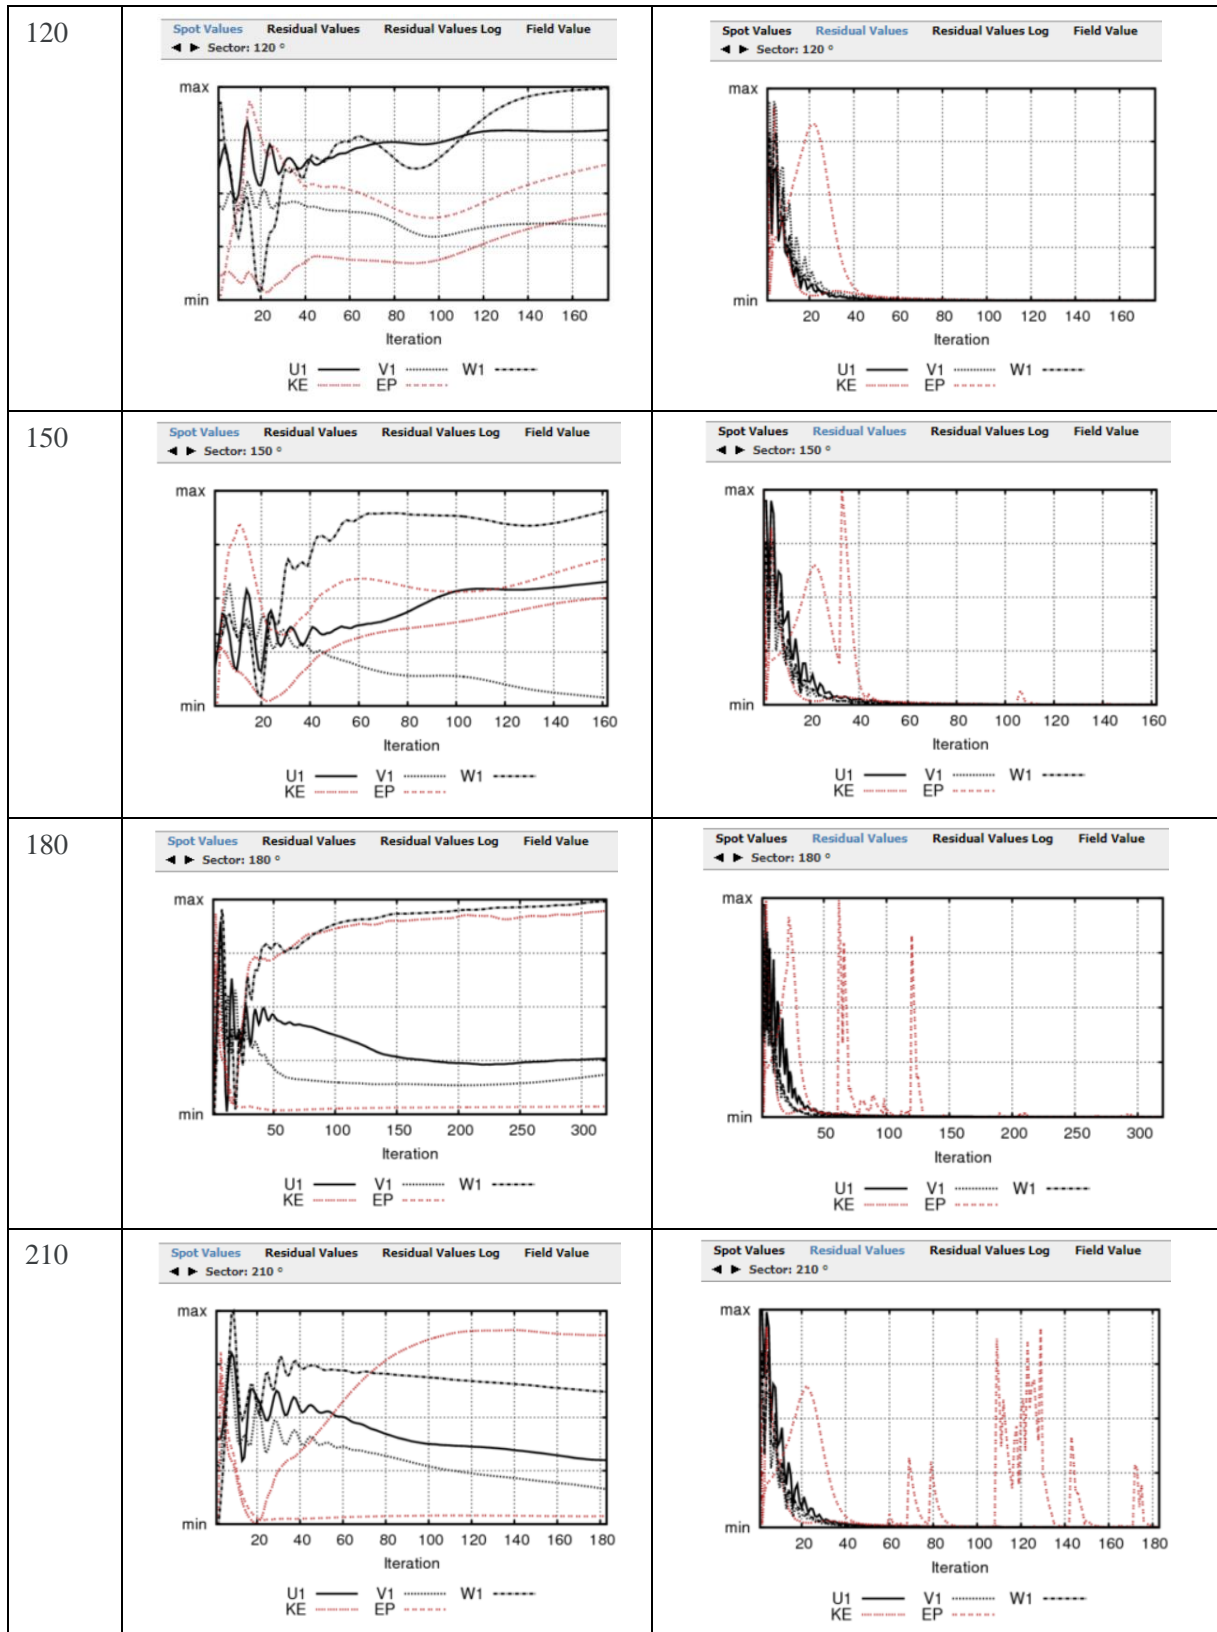 120
Spot Values Residual Values Residual Values Log Field Value
◄ ► Sector: 120 °
max
min
20 40 60 80 100 120 140 160
Iteration
U1 V1 W1
KE EP
Spot Values Residual Values Residual Values Log Field Value
◄ ► Sector: 120 °
max
min
20 40 60 80 100 120 140 160
Iteration
U1 V1 W1
KE EP
150
Spot Values Residual Values Residual Values Log Field Value
◄ ► Sector: 150 °
max
min
20 40 60 80 100 120 140 160
Iteration
U1 V1 W1
KE EP
Spot Values Residual Values Residual Values Log Field Value
◄ ► Sector: 150 °
max
min
20 40 60 80 100 120 140 160
Iteration
U1 V1 W1
KE EP
180
Spot Values Residual Values Residual Values Log Field Value
◄ ► Sector: 180 °
max
min
50 100 150 200 250 300
Iteration
U1 V1 W1
KE EP
Spot Values Residual Values Residual Values Log Field Value
◄ ► Sector: 180 °
max
min
50 100 150 200 250 300
Iteration
U1 V1 W1
KE EP
210
Spot Values Residual Values Residual Values Log Field Value
◄ ► Sector: 210 °
max
min
20 40 60 80 100 120 140 160 180
Iteration
U1 V1 W1
KE EP
Spot Values Residual Values Residual Values Log Field Value
◄ ► Sector: 210 °
max
min
20 40 60 80 100 120 140 160 180
Iteration
U1 V1 W1
KE EP